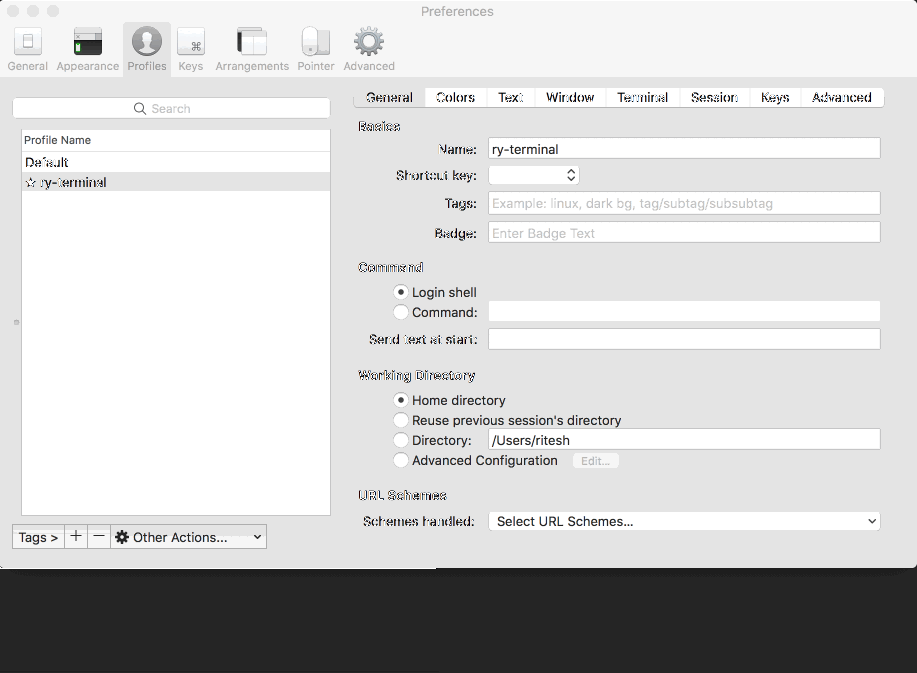 Preferences
General Appearance Profiles Keys Arrangements Pointer Advanced
Search
Profile Name
Default
☆ ry-terminal
Tags > + − Other Actions...
General Colors Text Window Terminal Session Keys Advanced
Basics
Name: ry-terminal
Shortcut key:
Tags: Example: linux, dark bg, tag/subtag/subsubtag
Badge: Enter Badge Text
Command
Login shell
Command:
Send text at start:
Working Directory
Home directory
Reuse previous session's directory
Directory: /Users/ritesh
Advanced Configuration Edit...
URL Schemes
Schemes handled: Select URL Schemes...